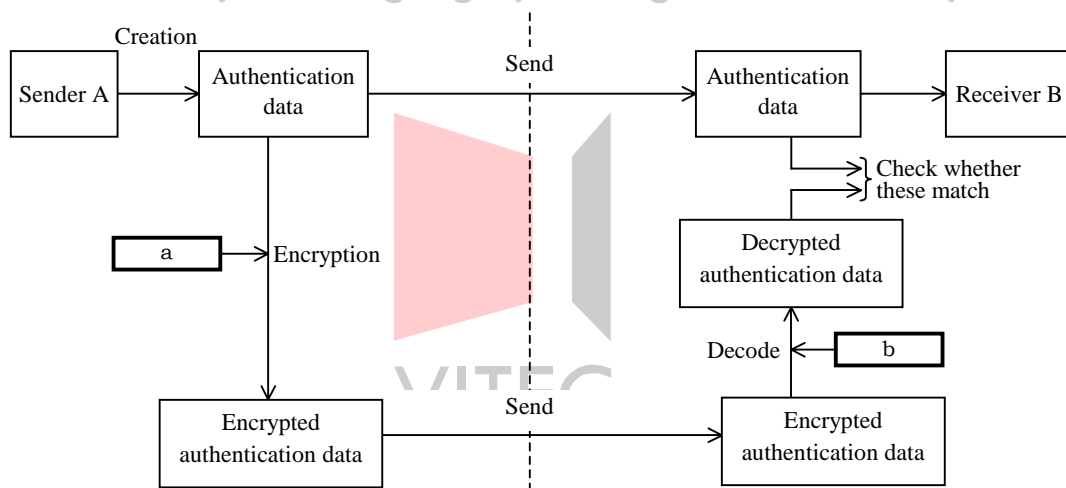 Creation
Sender A
Authentication
data
Send
Authentication
data
Receiver B
Check whether
these match
a
Encryption
Decrypted
authentication data
Decode
b
VITEC
Encrypted
authentication data
Send
Encrypted
authentication data